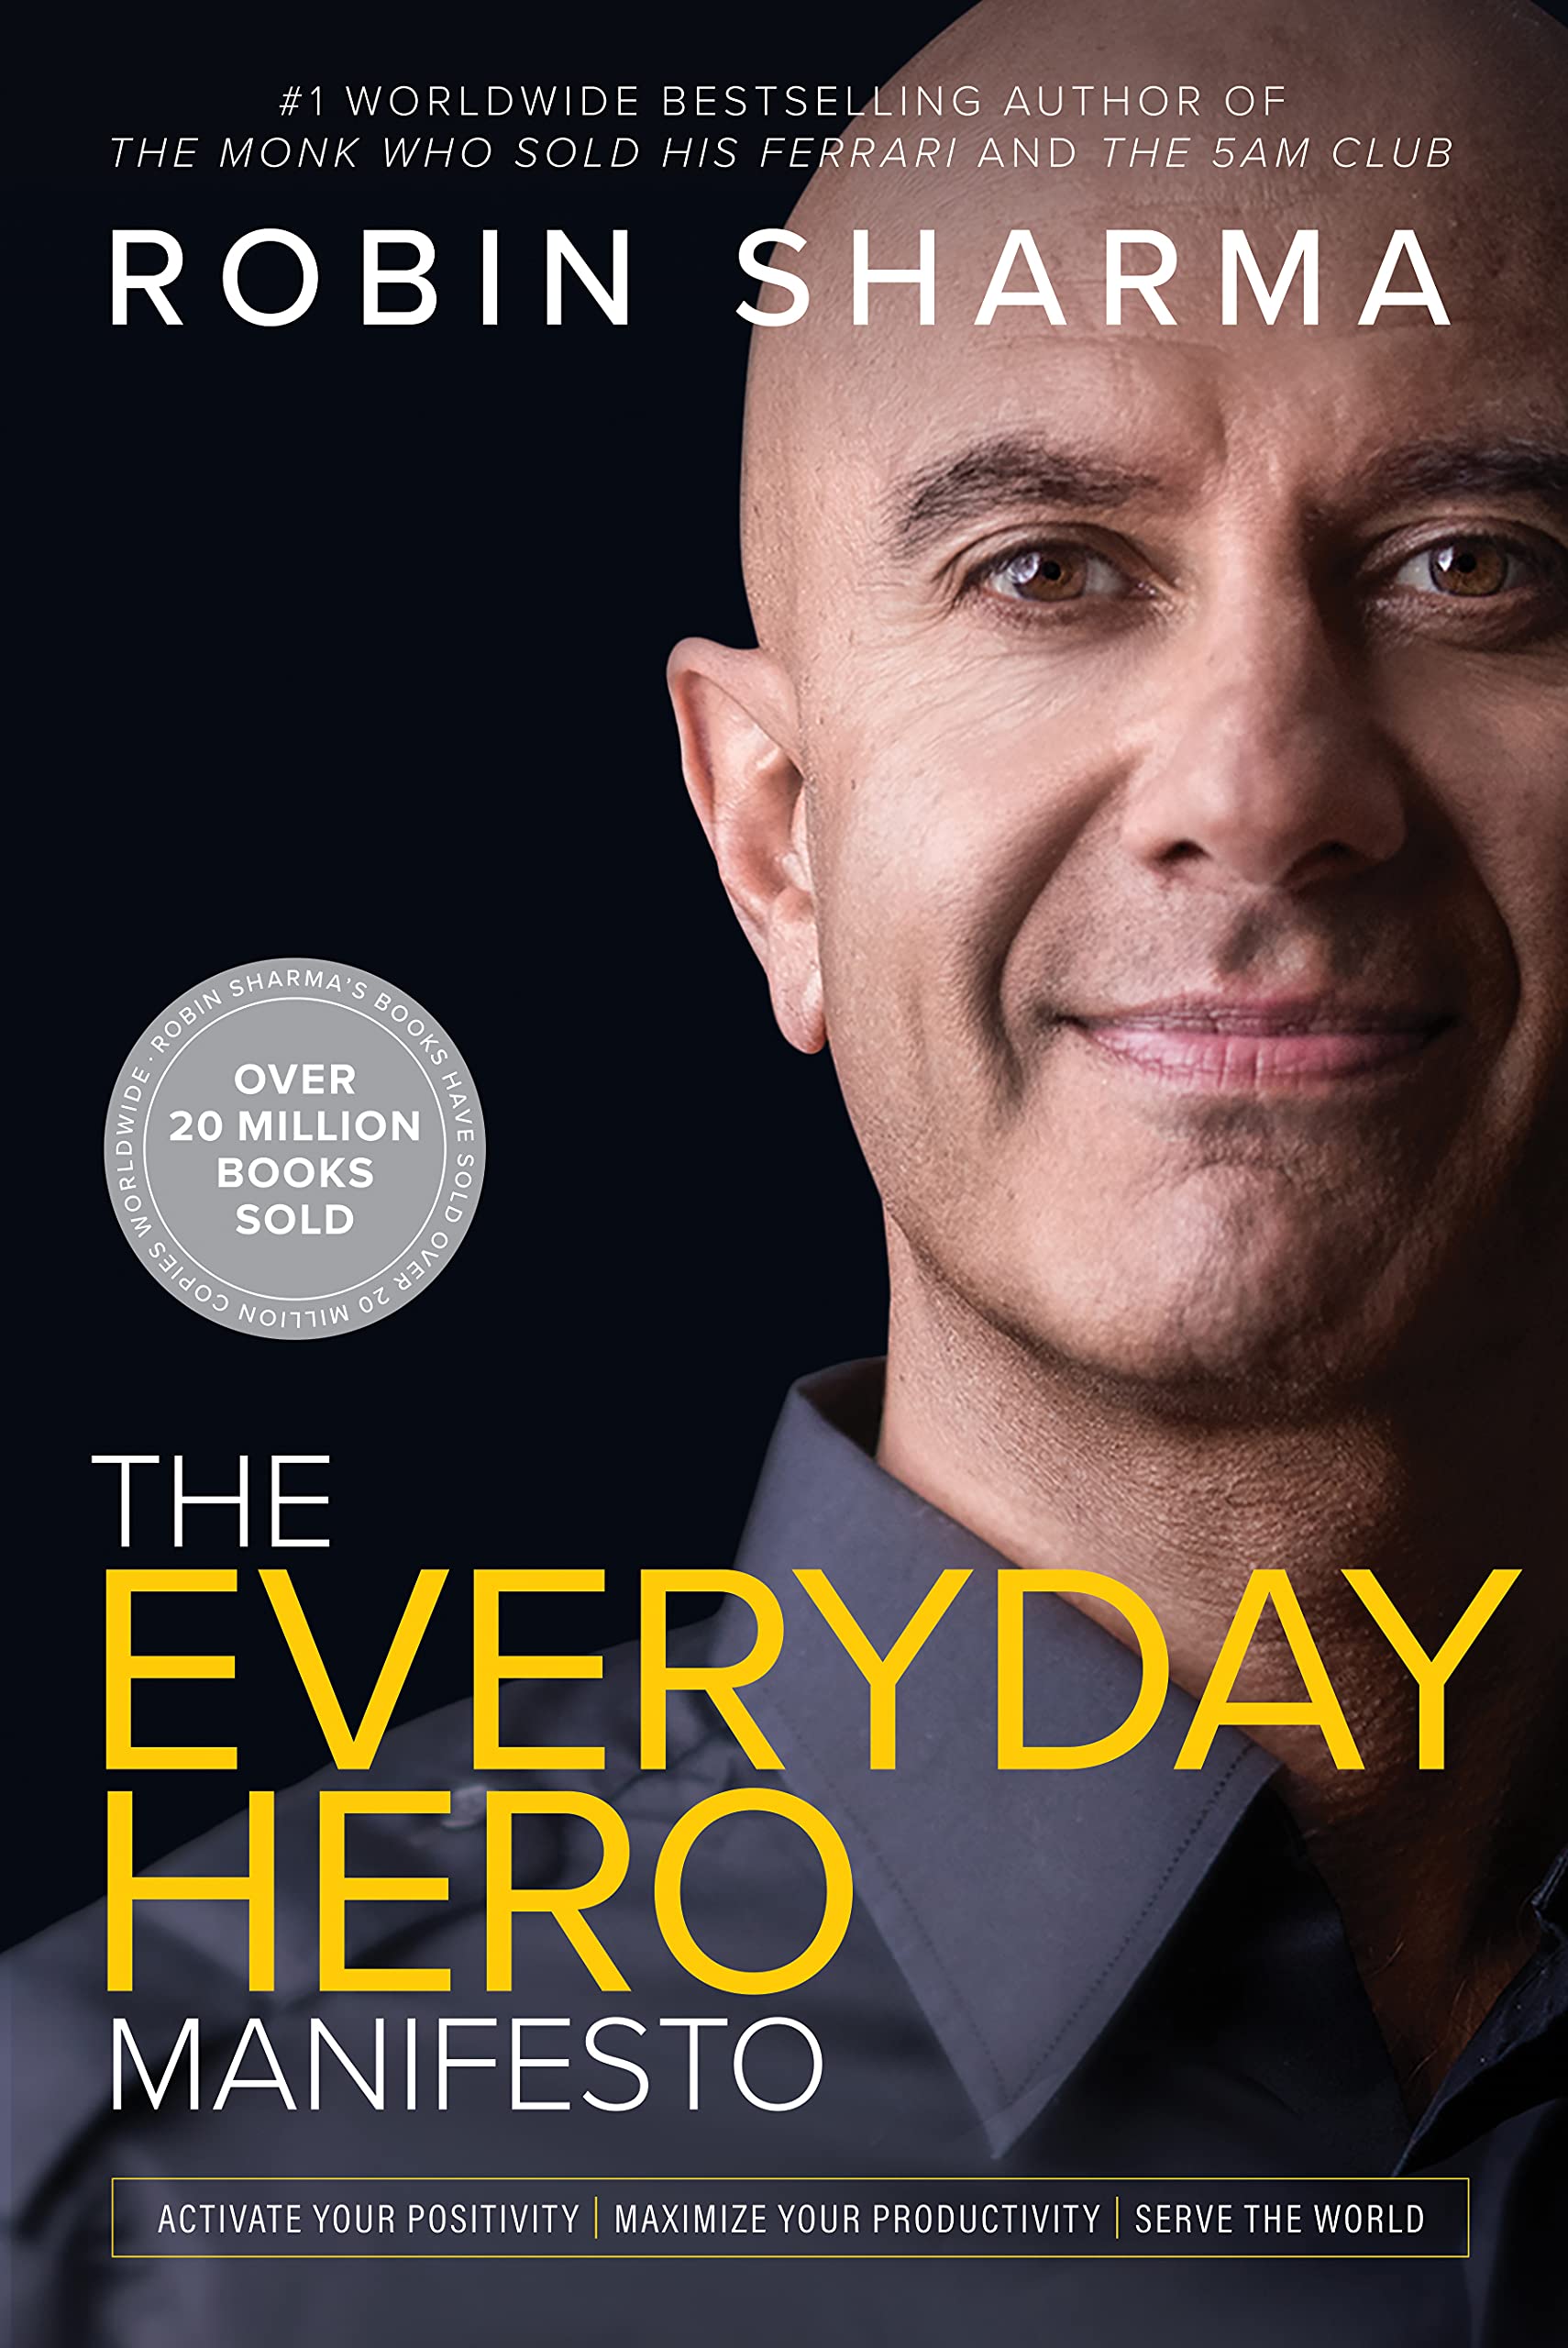 #1 WORLDWIDE BESTSELLING AUTHOR OF
THE MONK WHO SOLD HIS FERRARI AND THE 5AM CLUB
ROBIN SHARMA
ROBIN SHARMA'S BOOKS HAVE SOLD OVER 20 MILLION COPIES WORLDWIDE ·
OVER
20 MILLION
BOOKS
SOLD
THE
EVERYDAY
HERO
MANIFESTO
ACTIVATE YOUR POSITIVITY | MAXIMIZE YOUR PRODUCTIVITY | SERVE THE WORLD